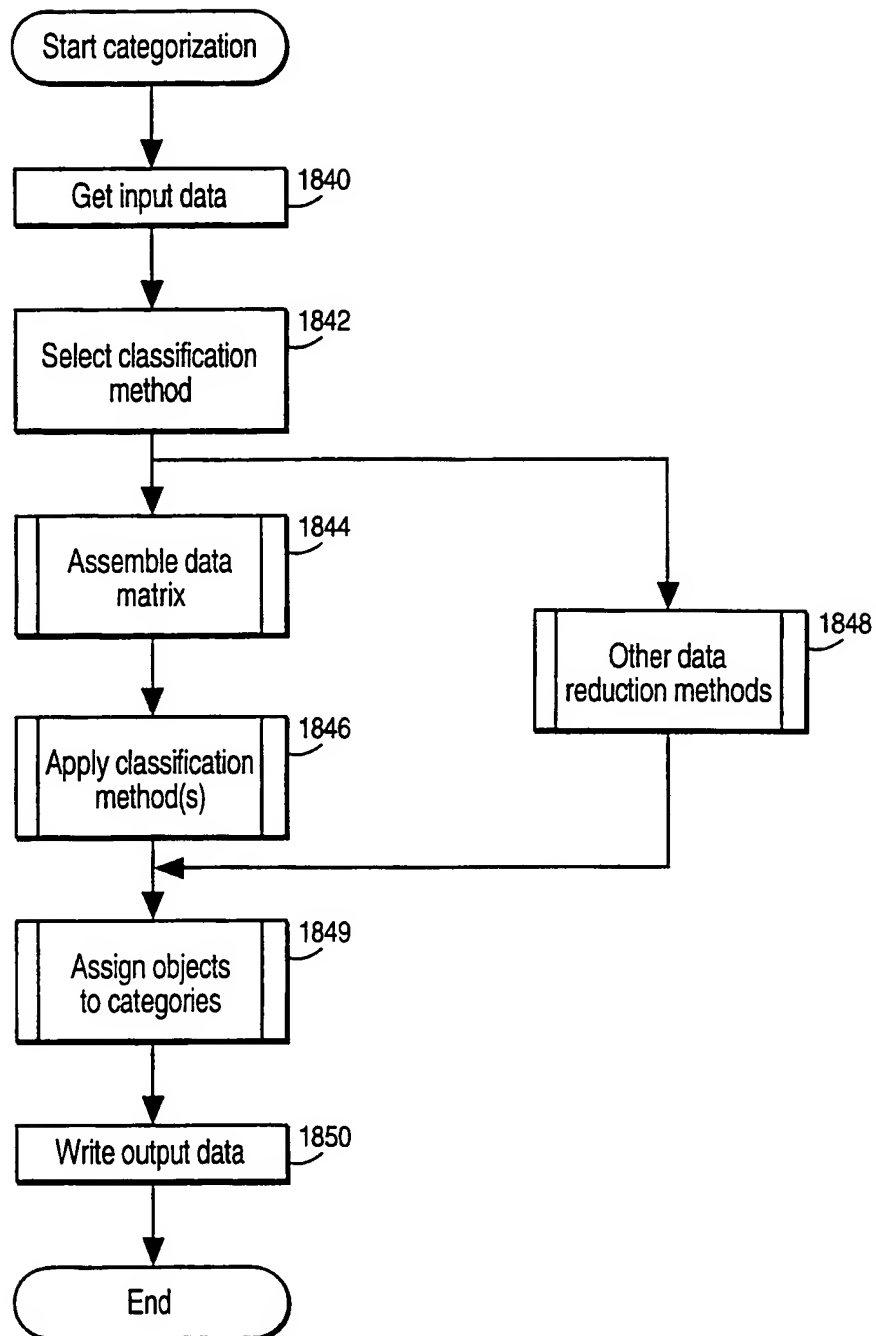 Start categorization
Get input data
1840
Select classification
method
1842
Assemble data
matrix
1844
Other data
reduction methods
1848
Apply classification
method(s)
1846
Assign objects
to categories
1849
Write output data
1850
End